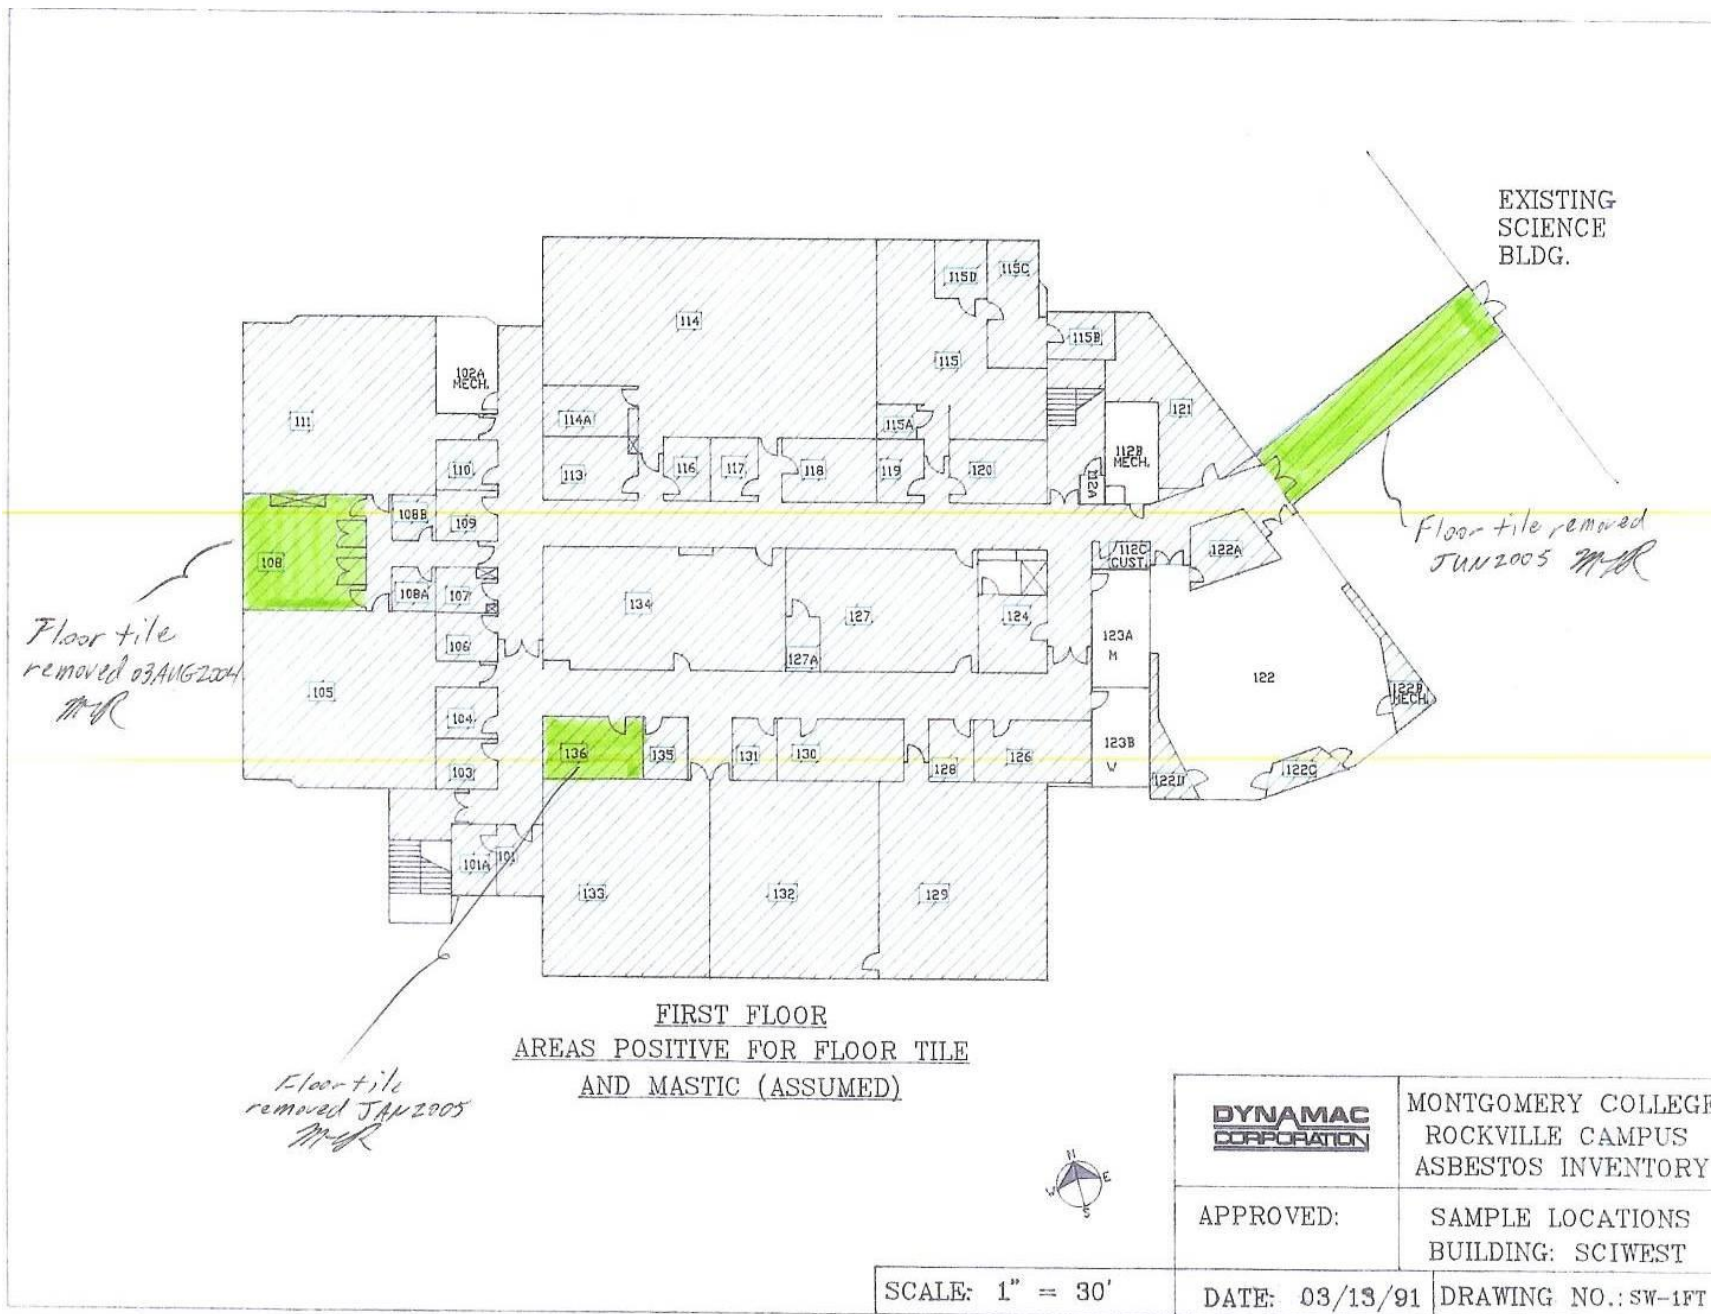 EXISTING
SCIENCE
BLDG.
115D
115C
114
115B
115
102A
MECH.
111
114A
115A
121
110
113
116
117
118
119
120
112B
MECH.
112A
108B
109
108
108A
107
134
127
124
112C
CUST.
122A
106
127A
123A
M
105
122
122B
MECH.
104
136
135
131
130
128
126
123B
W
103
122D
122C
101A
101
133
132
129
Floor tile removed
JUN 2005
Floor tile
removed 03AUG2004
Floor tile
removed JAN 2005
FIRST FLOOR
AREAS POSITIVE FOR FLOOR TILE
AND MASTIC (ASSUMED)
N
E
W
S
DYNAMAC
CORPORATION
MONTGOMERY COLLEGE
ROCKVILLE CAMPUS
ASBESTOS INVENTORY
APPROVED:
SAMPLE LOCATIONS
BUILDING: SCIWEST
SCALE: 1" = 30'
DATE: 03/13/91
DRAWING NO.: SW-1FT